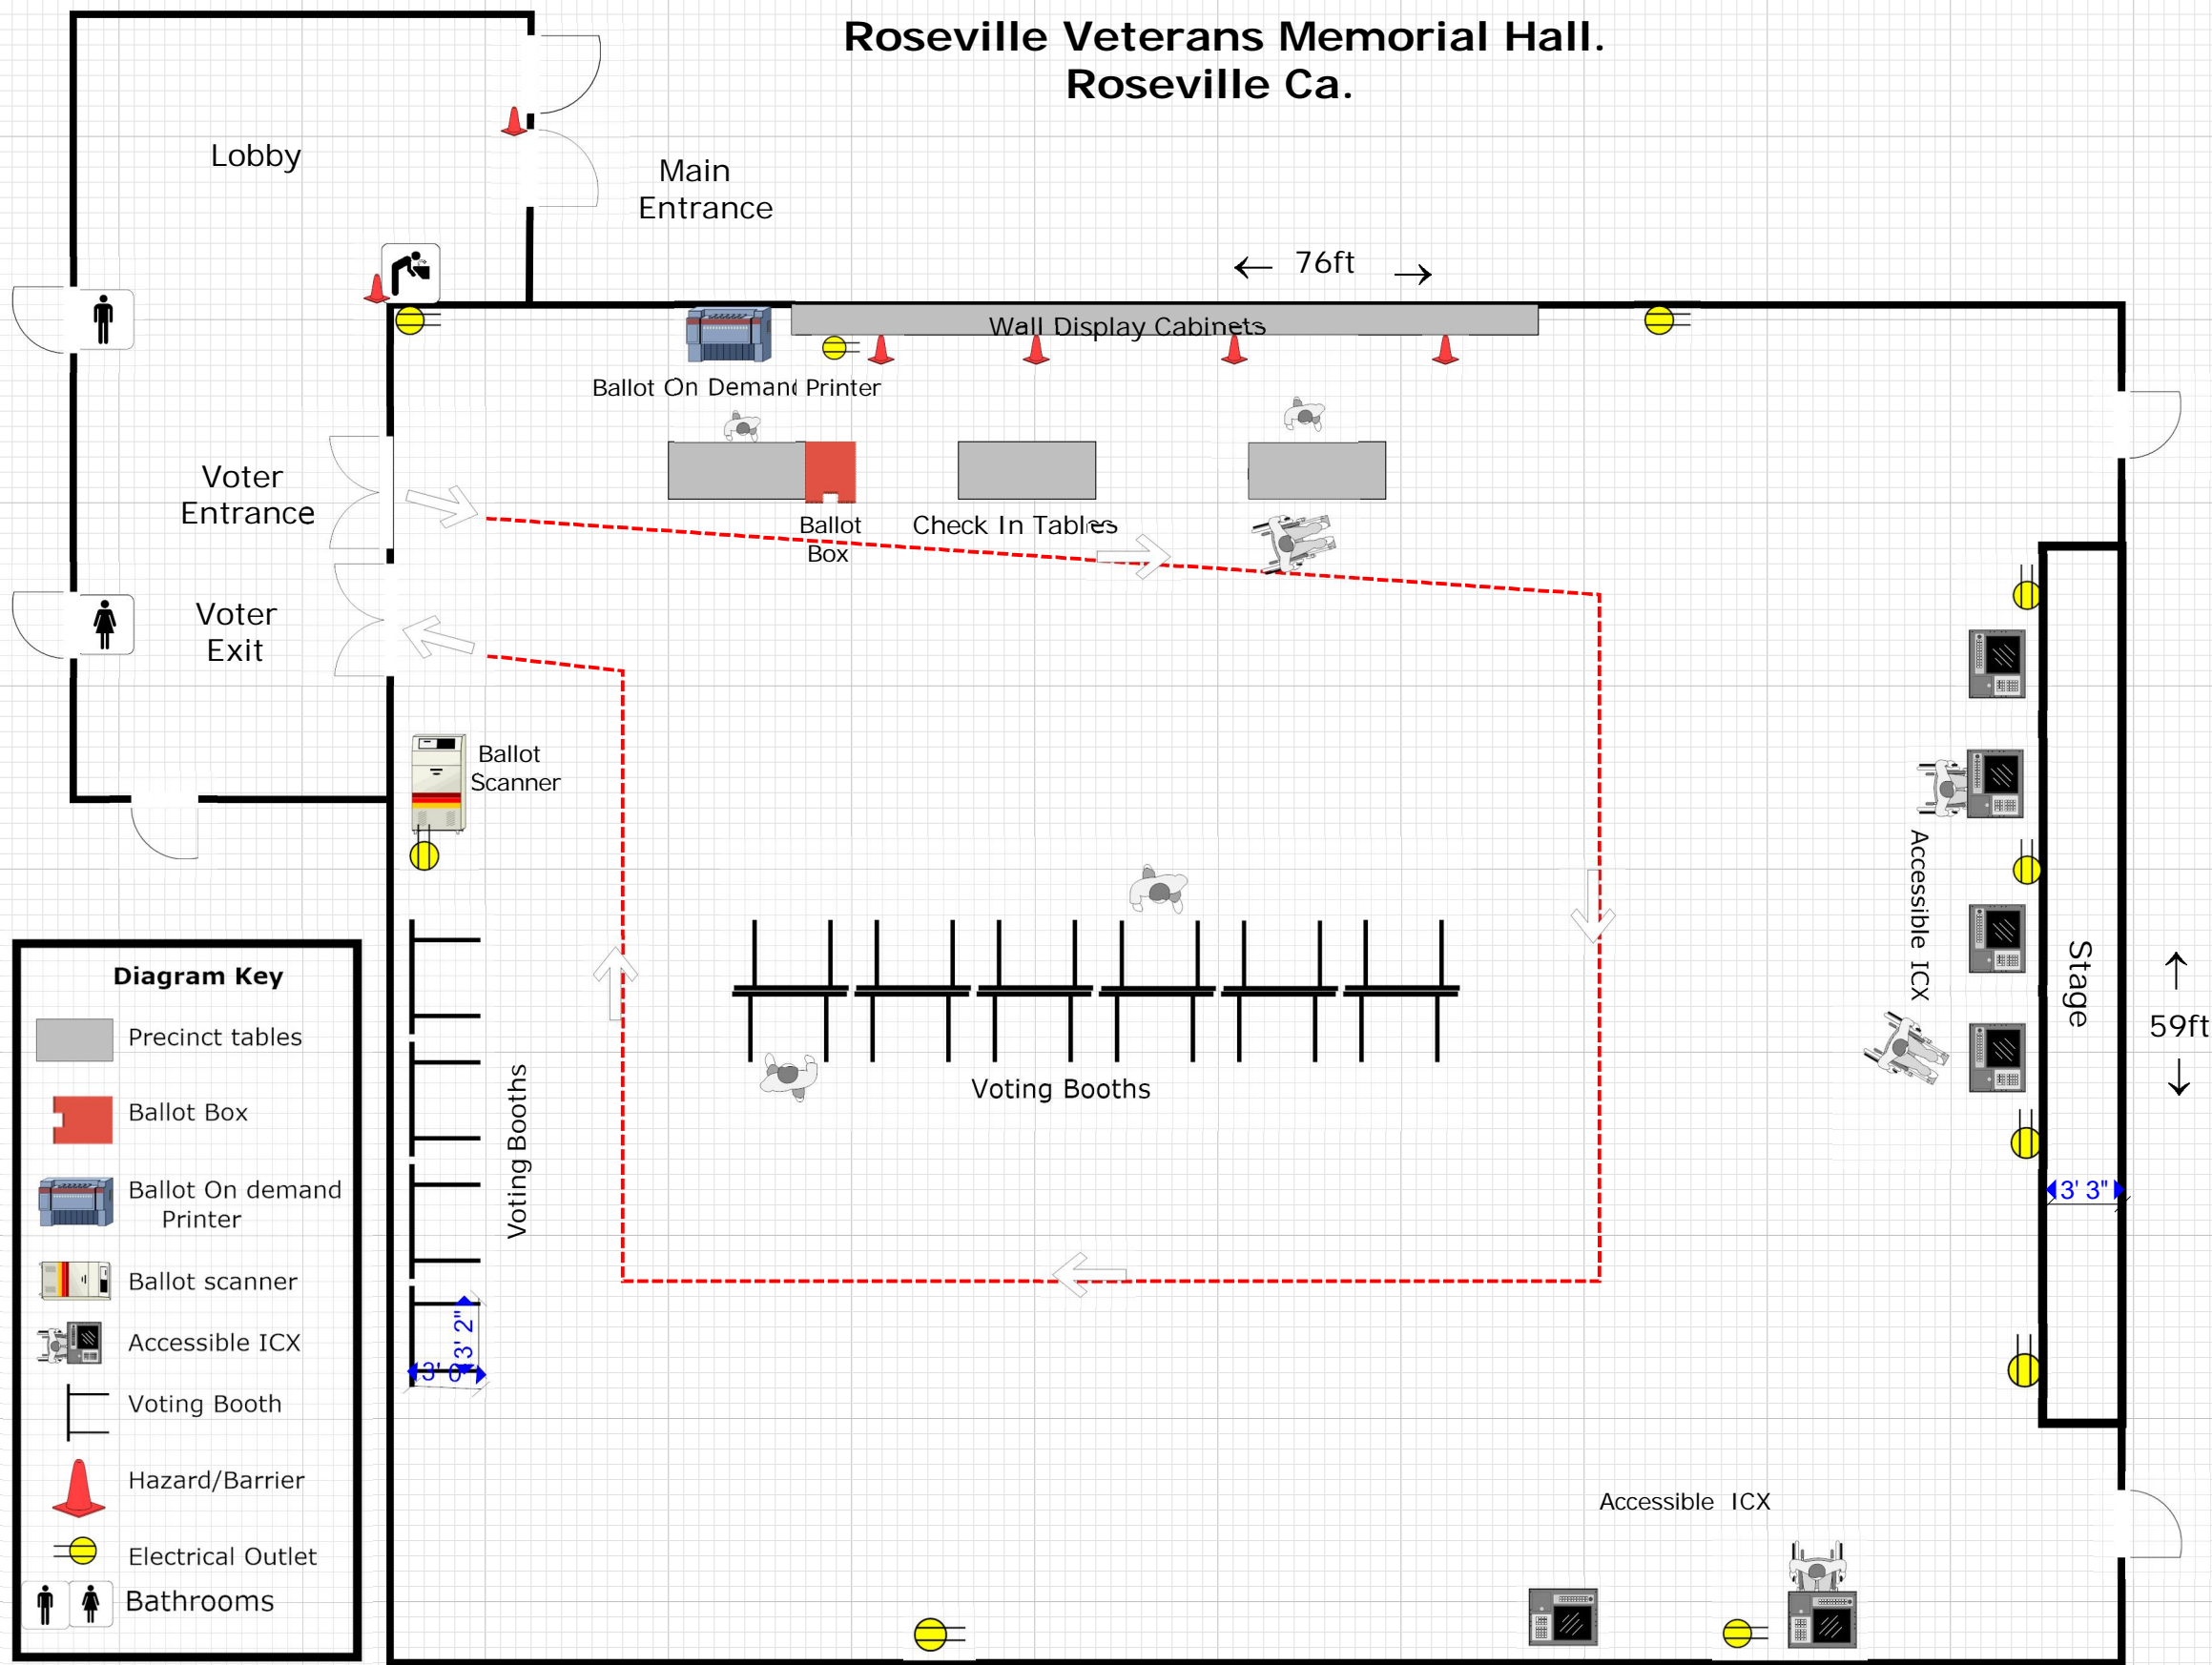 Roseville Veterans Memorial Hall.
Roseville Ca.
Lobby
Main
Entrance
76ft
Wall Display Cabinets
Ballot On Demand Printer
Voter
Entrance
Ballot
Box
Check In Tables
Voter
Exit
Ballot
Scanner
Accessible ICX
Stage
59ft
Voting Booths
Voting Booths
3' 3"
3' 2"
Accessible ICX
Diagram Key
Precinct tables
Ballot Box
Ballot On demand
Printer
Ballot scanner
Accessible ICX
Voting Booth
Hazard/Barrier
Electrical Outlet
Bathrooms